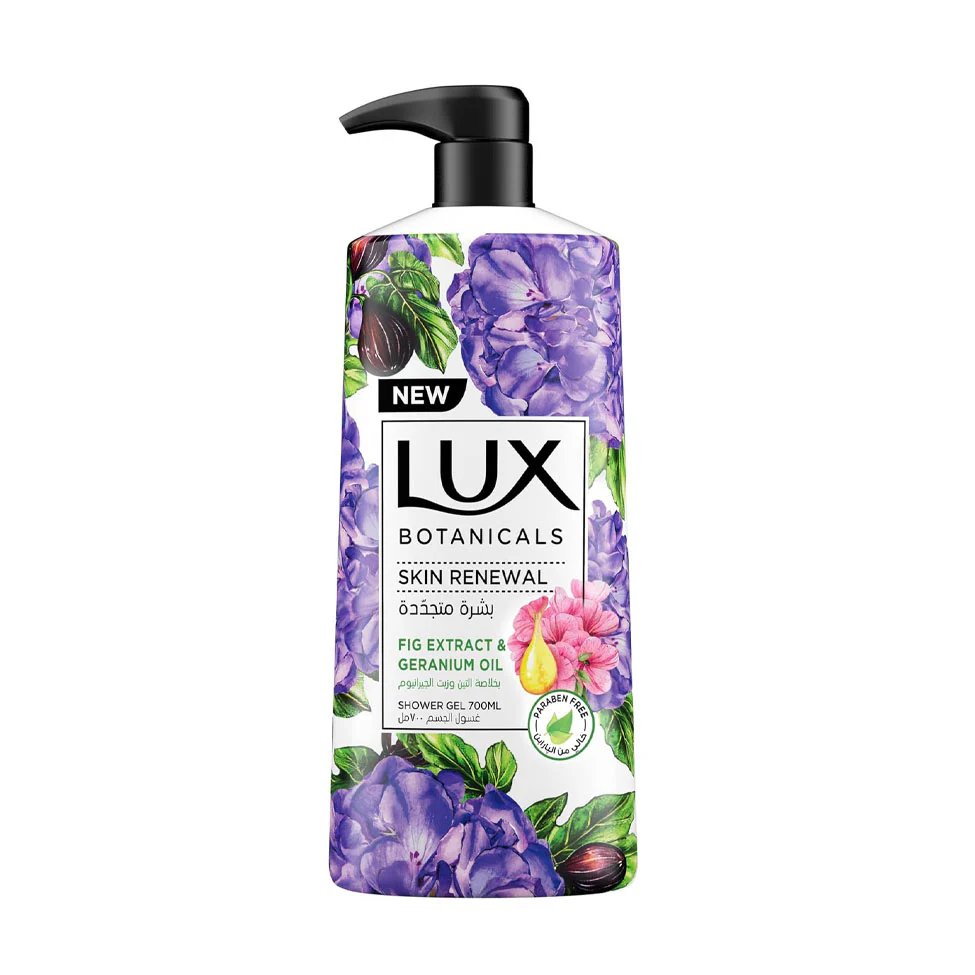 NEW
LUX
BOTANICALS
SKIN RENEWAL
بشرة متجدّدة
FIG EXTRACT &
GERANIUM OIL
بخلاصة التين وزيت الجيرانيوم
SHOWER GEL 700ML
غسول الجسم ٧٠٠مل
PARABEN FREE
خالي من البارابن